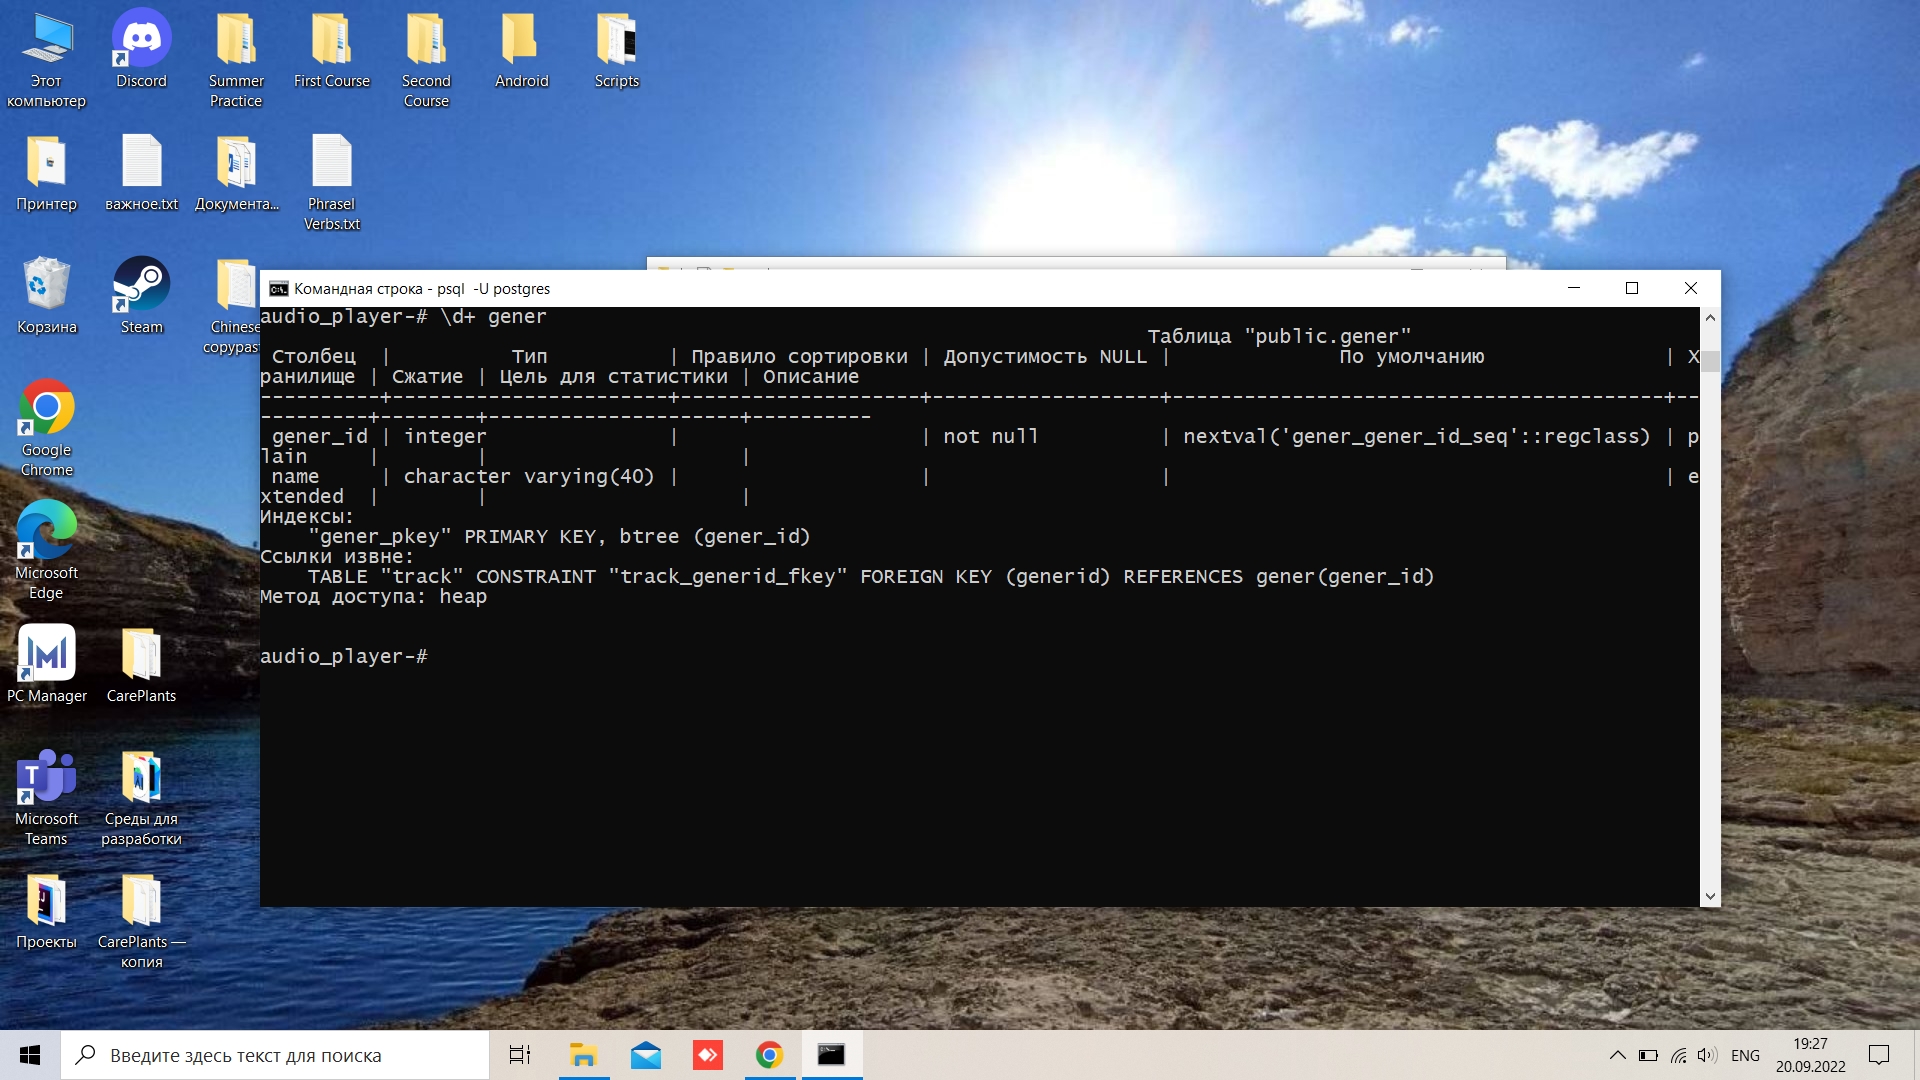 Этот компьютер
Discord
Summer Practice
First Course
Second Course
Android
Scripts
Принтер
важное.txt
Документа...
Phrasel Verbs.txt
Корзина
Steam
Chinese
copypast
Google Chrome
Microsoft Edge
PC Manager
CarePlants
Microsoft Teams
Среды для разработки
Проекты
CarePlants — копия
Командная строка - psql -U postgres
audio_player-# \d+ gener
Таблица "public.gener"
Столбец | Тип | Правило сортировки | Допустимость NULL | По умолчанию | Х
ранилище | Сжатие | Цель для статистики | Описание
----------+-----------------------+--------------------+-------------------+-----------------------------------------+--
---------+--------+---------------------+----------
gener_id | integer | | not null | nextval('gener_gener_id_seq'::regclass) | p
lain | | |
name | character varying(40) | | | | e
xtended | | |
Индексы:
"gener_pkey" PRIMARY KEY, btree (gener_id)
Ссылки извне:
TABLE "track" CONSTRAINT "track_generid_fkey" FOREIGN KEY (generid) REFERENCES gener(gener_id)
Метод доступа: heap
audio_player-#
Введите здесь текст для поиска
ENG
19:27
20.09.2022